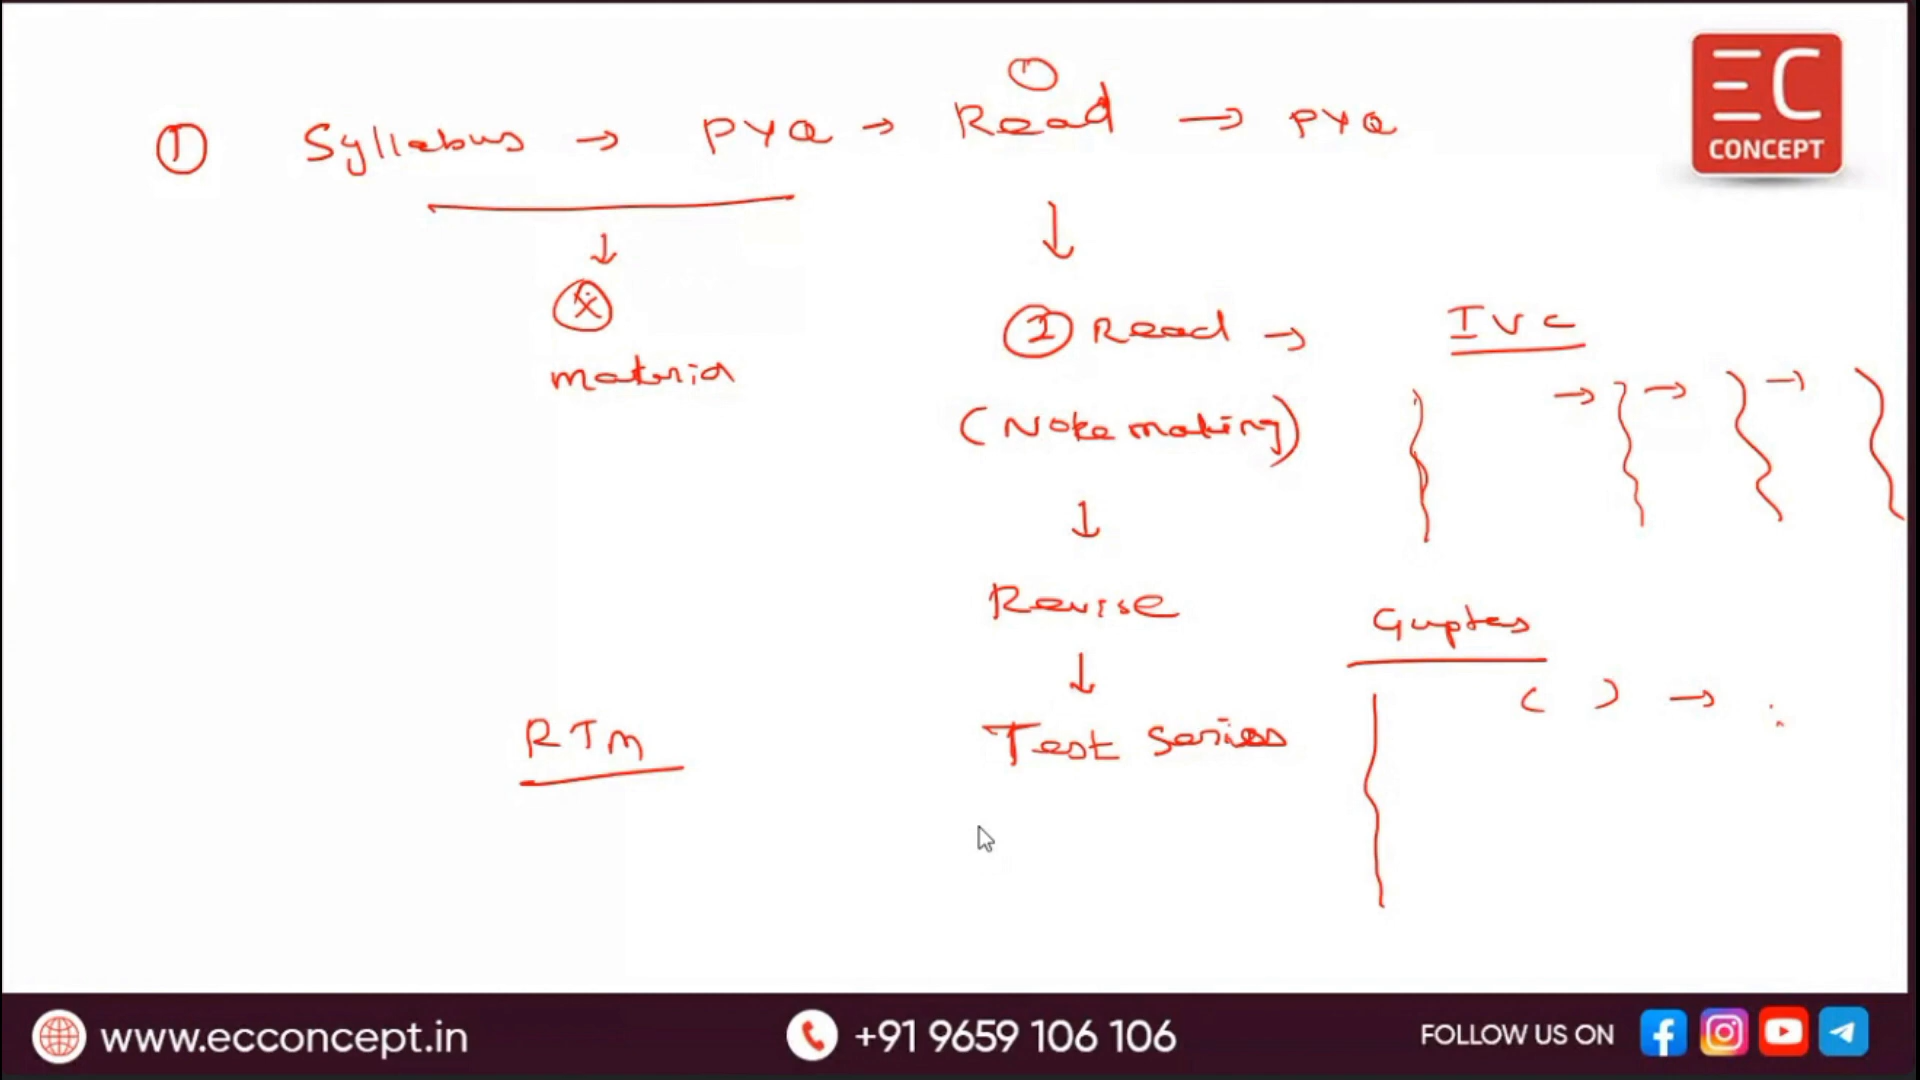 ① Syllabus → PYQ → ① Read → PYQ
↓
ⓧ
material
↓
② Read →
(Note making)
↓
Revise
↓
Test Series
RTM
IVC
→ → →
Guptas
( ) →
EC
CONCEPT
www.ecconcept.in
+91 9659 106 106
FOLLOW US ON